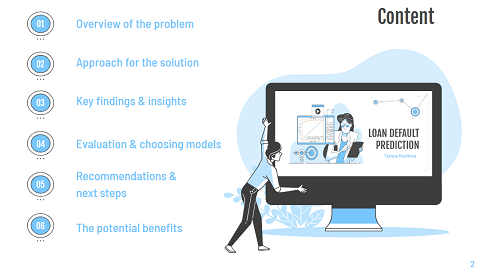 Content
01
Overview of the problem
02
Approach for the solution
03
Key findings & insights
04
Evaluation & choosing models
05
Recommendations &
next steps
06
The potential benefits
LOAN DEFAULT
PREDICTION
2